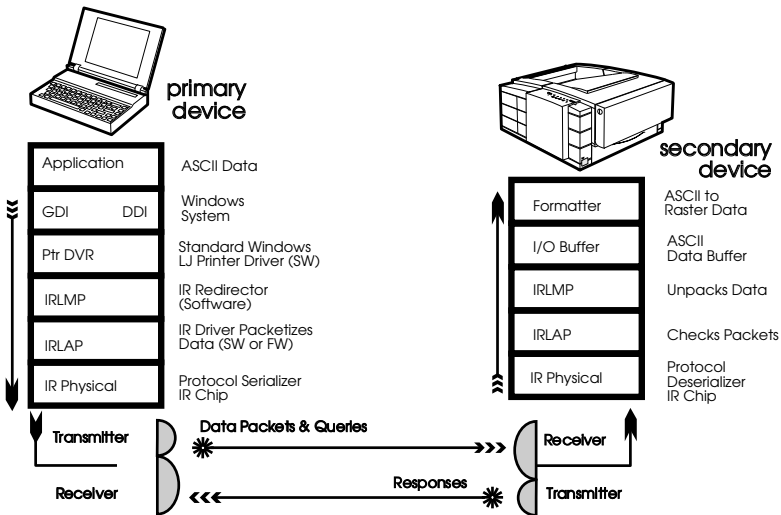 primary
device
Application
ASCII Data
GDI DDI
Windows
System
Ptr DVR
Standard Windows
LJ Printer Driver (SW)
IRLMP
IR Redirector
(Software)
IRLAP
IR Driver Packetizes
Data (SW or FW)
IR Physical
Protocol Serializer
IR Chip
secondary
device
Formatter
ASCII to
Raster Data
I/O Buffer
ASCII
Data Buffer
IRLMP
Unpacks Data
IRLAP
Checks Packets
IR Physical
Protocol
Deserializer
IR Chip
Transmitter
Data Packets & Queries
Receiver
Receiver
Responses
Transmitter